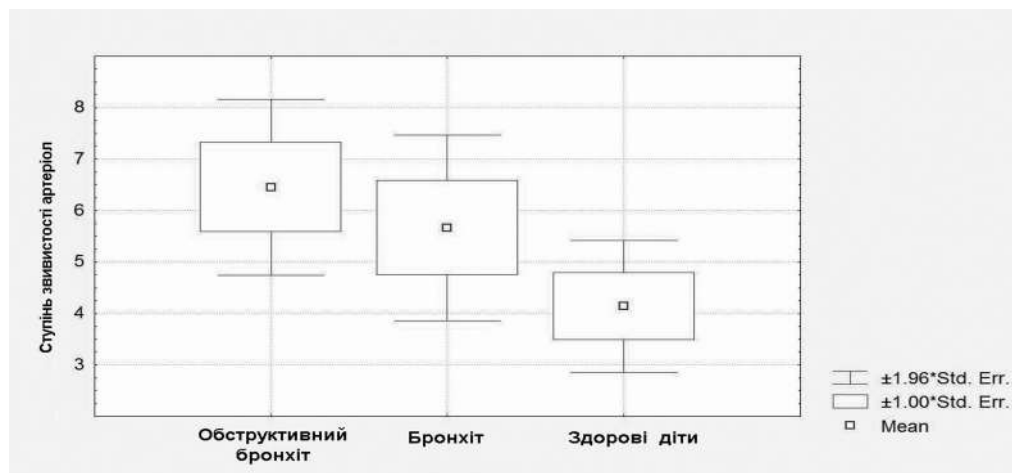 Ступінь звивистості артеріол
8
7
6
5
4
3
Обструктивний
бронхіт
Бронхіт
Здорові діти
±1.96*Std. Err.
±1.00*Std. Err.
Mean